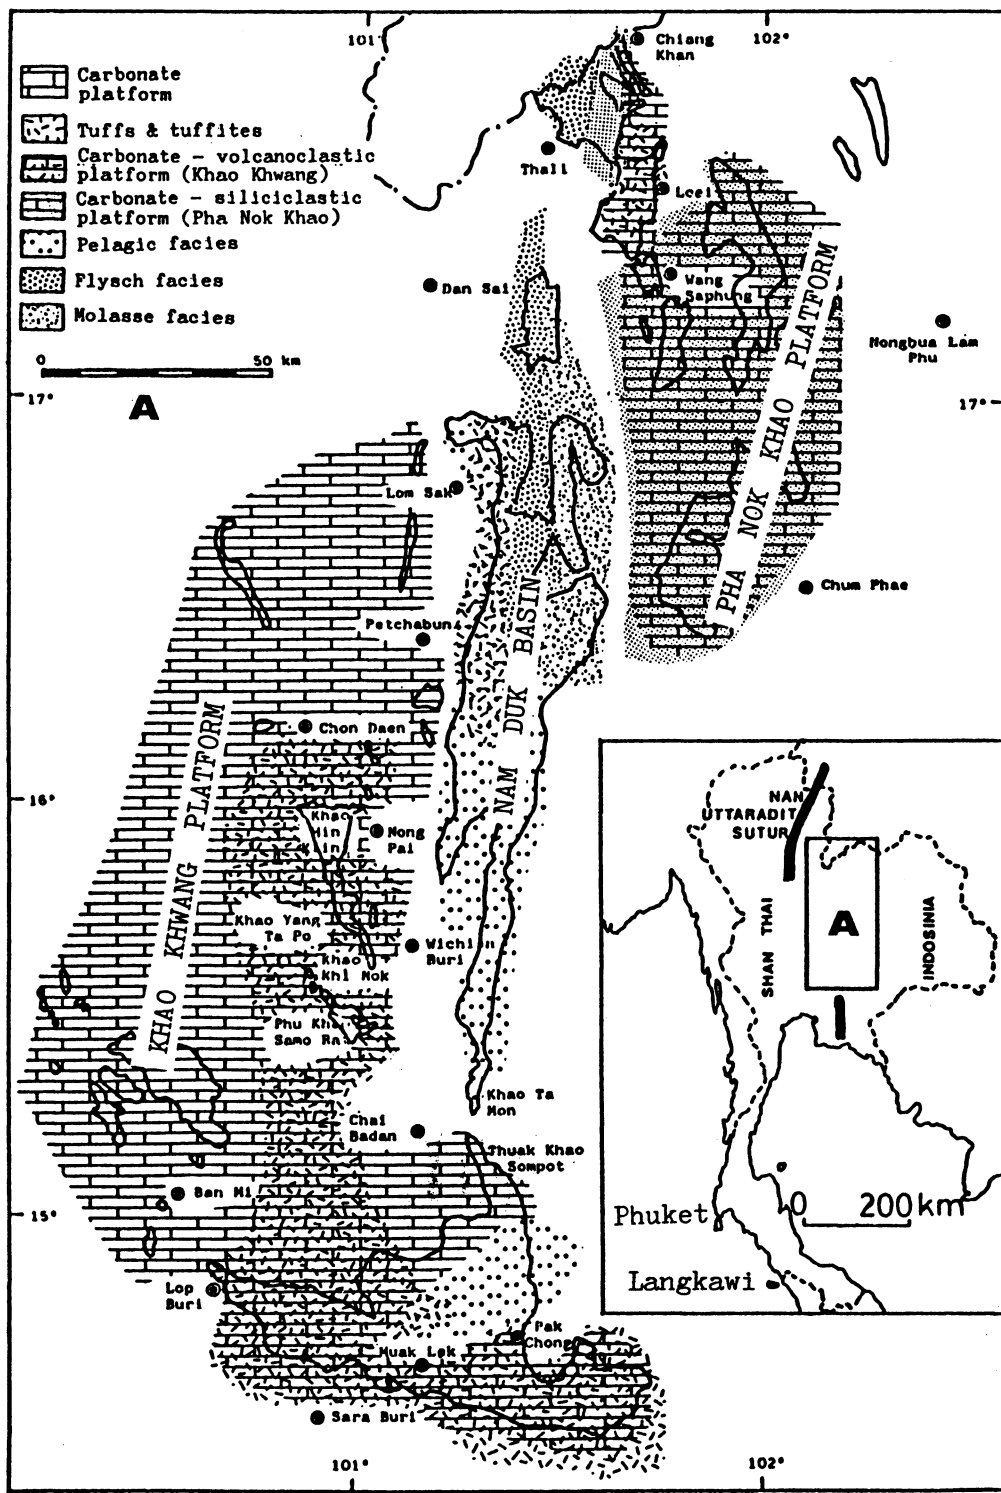 101°
102°
Chiang
Khan
Carbonate
platform
Tuffs & tuffites
Carbonate - volcanoclastic
platform (Khao Khwang)
Carbonate - siliciclastic
platform (Pha Nok Khao)
Pelagic facies
Flysch facies
Molasse facies
0 50 km
A
17°
17°
Thali
Loei
Dan Sai
Wang
Saphung
Nongbua Lam
Phu
PHA NOK KHAO PLATFORM
Lom Sak
Chum Phae
Petchabun
NAM DUK BASIN
Chon Daen
KHAO KHWANG PLATFORM
16°
Khao
Hin
Nong
Pai
Khao Yang
Ta Po
Wichian
Buri
Khao
Khi Nok
Phu Kha
Samo Rat
Khao Ta
Mon
Chai
Badan
Thuak Khao
Sompot
Ban Mi
15°
Lop
Buri
Pak
Chong
Muak Lek
Sara Buri
101°
102°
NAN
UTTARADIT
SUTUR
SHAN THAI
A
INDOSINIA
0 200km
Phuket
Langkawi